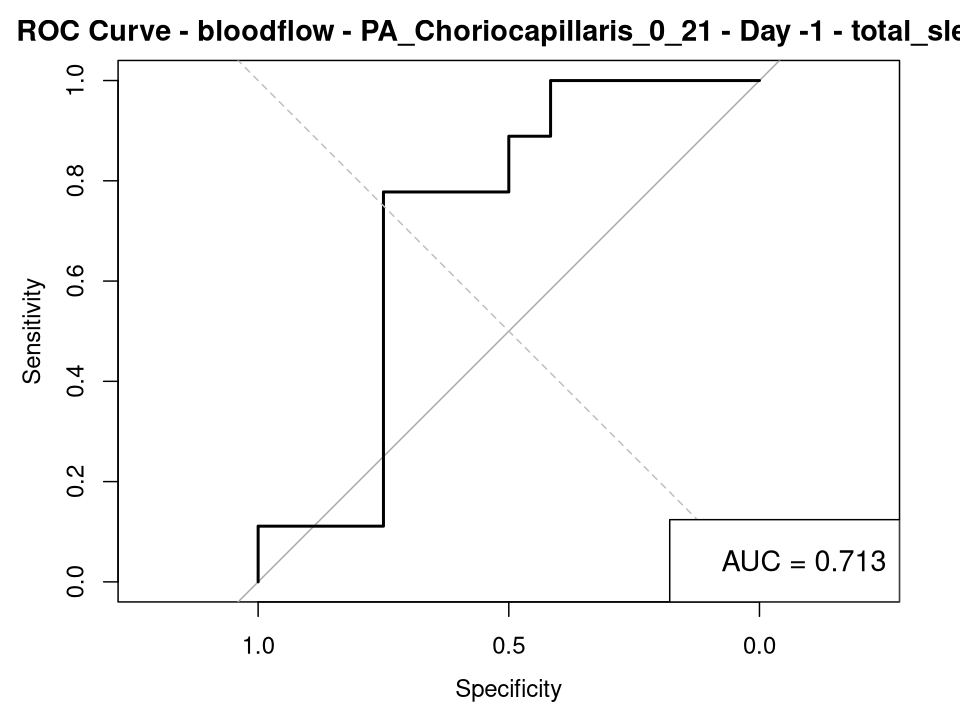 ROC Curve - bloodflow - PA_Choriocapillaris_0_21 - Day -1 - total_sle
1.0
0.8
0.6
0.4
0.2
0.0
Sensitivity
AUC = 0.713
1.0 0.5 0.0
Specificity